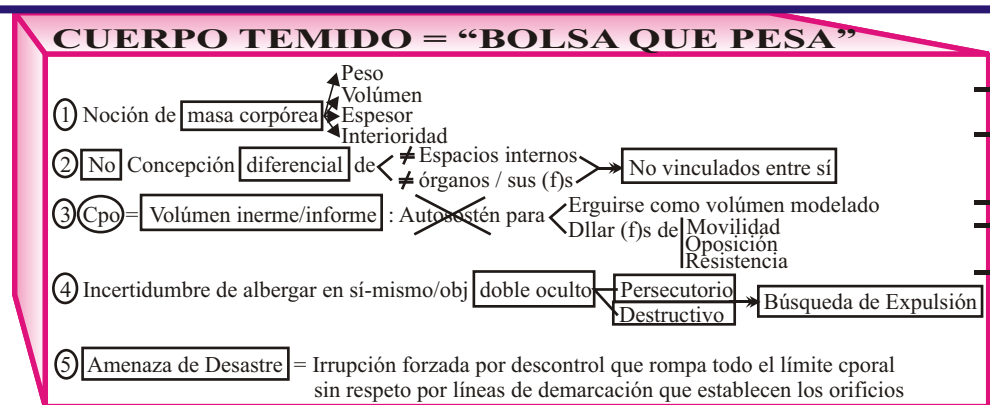 CUERPO TEMIDO = “BOLSA QUE PESA”
Peso
Volúmen
① Noción de masa corpórea Espesor
Interioridad
② No Concepción diferencial de ≠ Espacios internos No vinculados entre sí
≠ órganos / sus (f)s
③ Cpo = Volúmen inerme/informe : Autosostén para Erguirse como volúmen modelado
Dllar (f)s de Movilidad
Oposición
Resistencia
④ Incertidumbre de albergar en sí-mismo/obj doble oculto Persecutorio Búsqueda de Expulsión
Destructivo
⑤ Amenaza de Desastre = Irrupción forzada por descontrol que rompa todo el límite cporal
sin respeto por líneas de demarcación que establecen los orificios